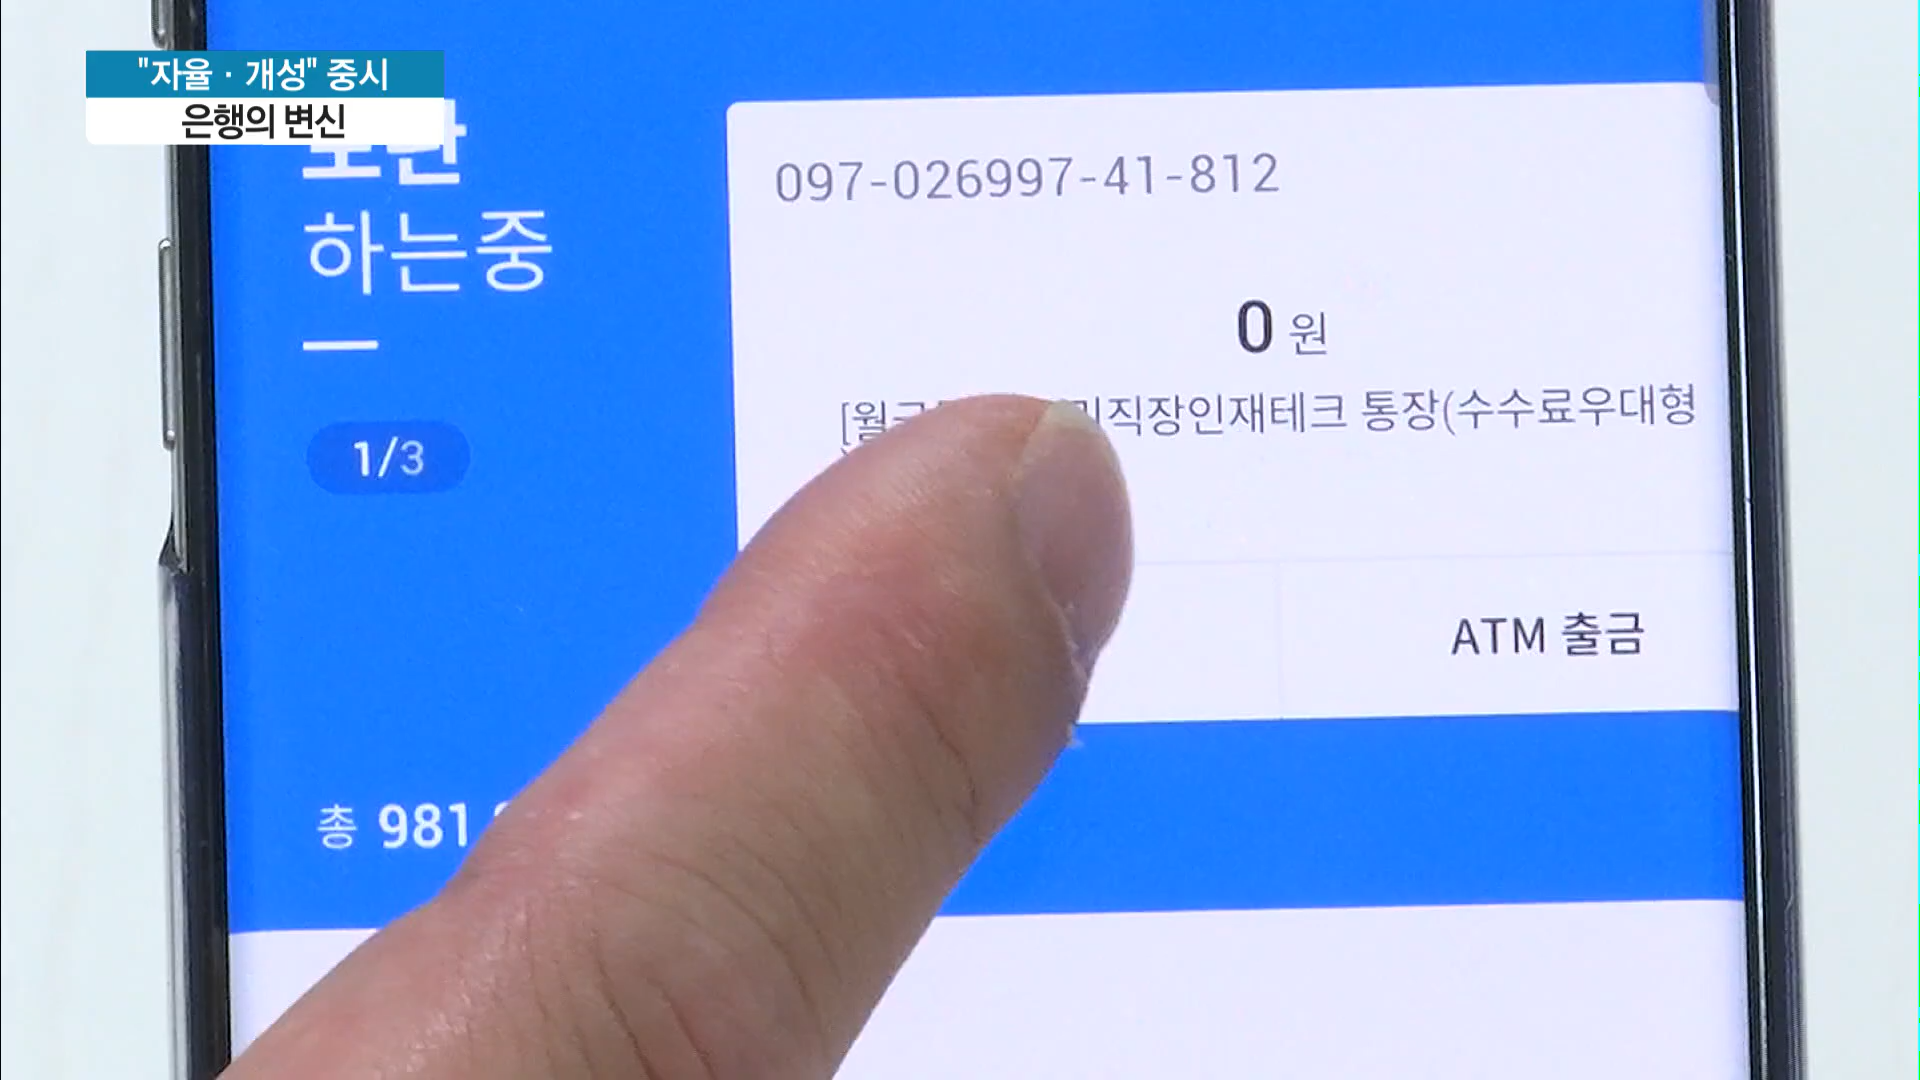 "자율·개성" 중시
은행의 변신
하는중
1/3
097-026997-41-812
0 원
직장인재테크 통장(수수료우대형
ATM 출금
총 981